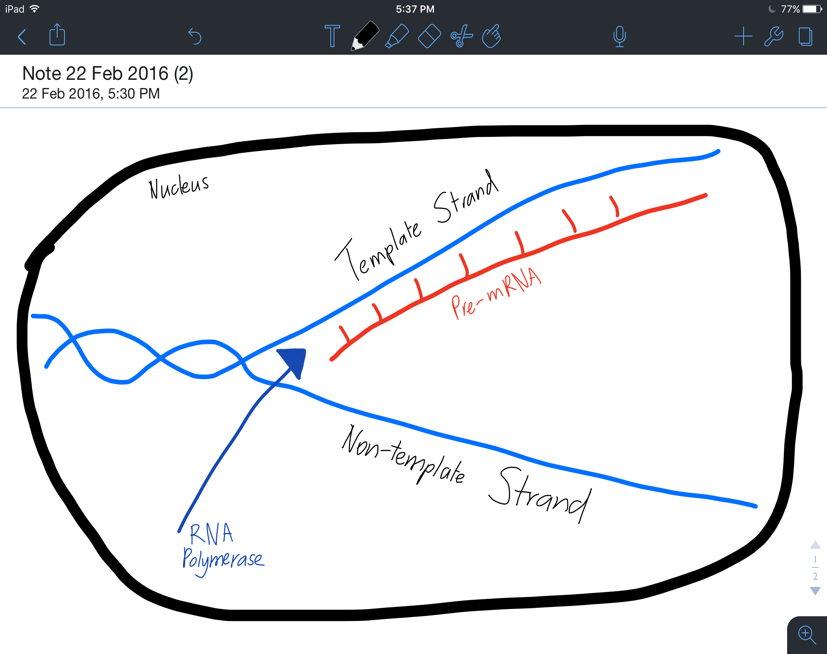 iPad
5:37 PM
77%
T
Note 22 Feb 2016 (2)
22 Feb 2016, 5:30 PM
Nucleus
Template Strand
Pre-mRNA
Non-template Strand
RNA
Polymerase
1
2